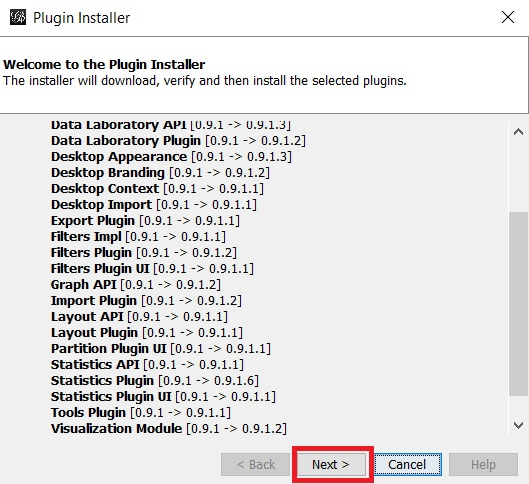 Plugin Installer
Welcome to the Plugin Installer
The installer will download, verify and then install the selected plugins.
Data Laboratory API [0.9.1 -> 0.9.1.3]
Data Laboratory Plugin [0.9.1 -> 0.9.1.2]
Desktop Appearance [0.9.1 -> 0.9.1.3]
Desktop Branding [0.9.1 -> 0.9.1.2]
Desktop Context [0.9.1 -> 0.9.1.1]
Desktop Import [0.9.1 -> 0.9.1.1]
Export Plugin [0.9.1 -> 0.9.1.1]
Filters Impl [0.9.1 -> 0.9.1.1]
Filters Plugin [0.9.1 -> 0.9.1.2]
Filters Plugin UI [0.9.1 -> 0.9.1.1]
Graph API [0.9.1 -> 0.9.1.2]
Import Plugin [0.9.1 -> 0.9.1.2]
Layout API [0.9.1 -> 0.9.1.1]
Layout Plugin [0.9.1 -> 0.9.1.1]
Partition Plugin UI [0.9.1 -> 0.9.1.1]
Statistics API [0.9.1 -> 0.9.1.1]
Statistics Plugin [0.9.1 -> 0.9.1.6]
Statistics Plugin UI [0.9.1 -> 0.9.1.1]
Tools Plugin [0.9.1 -> 0.9.1.1]
Visualization Module [0.9.1 -> 0.9.1.2]
< Back Next > Cancel Help